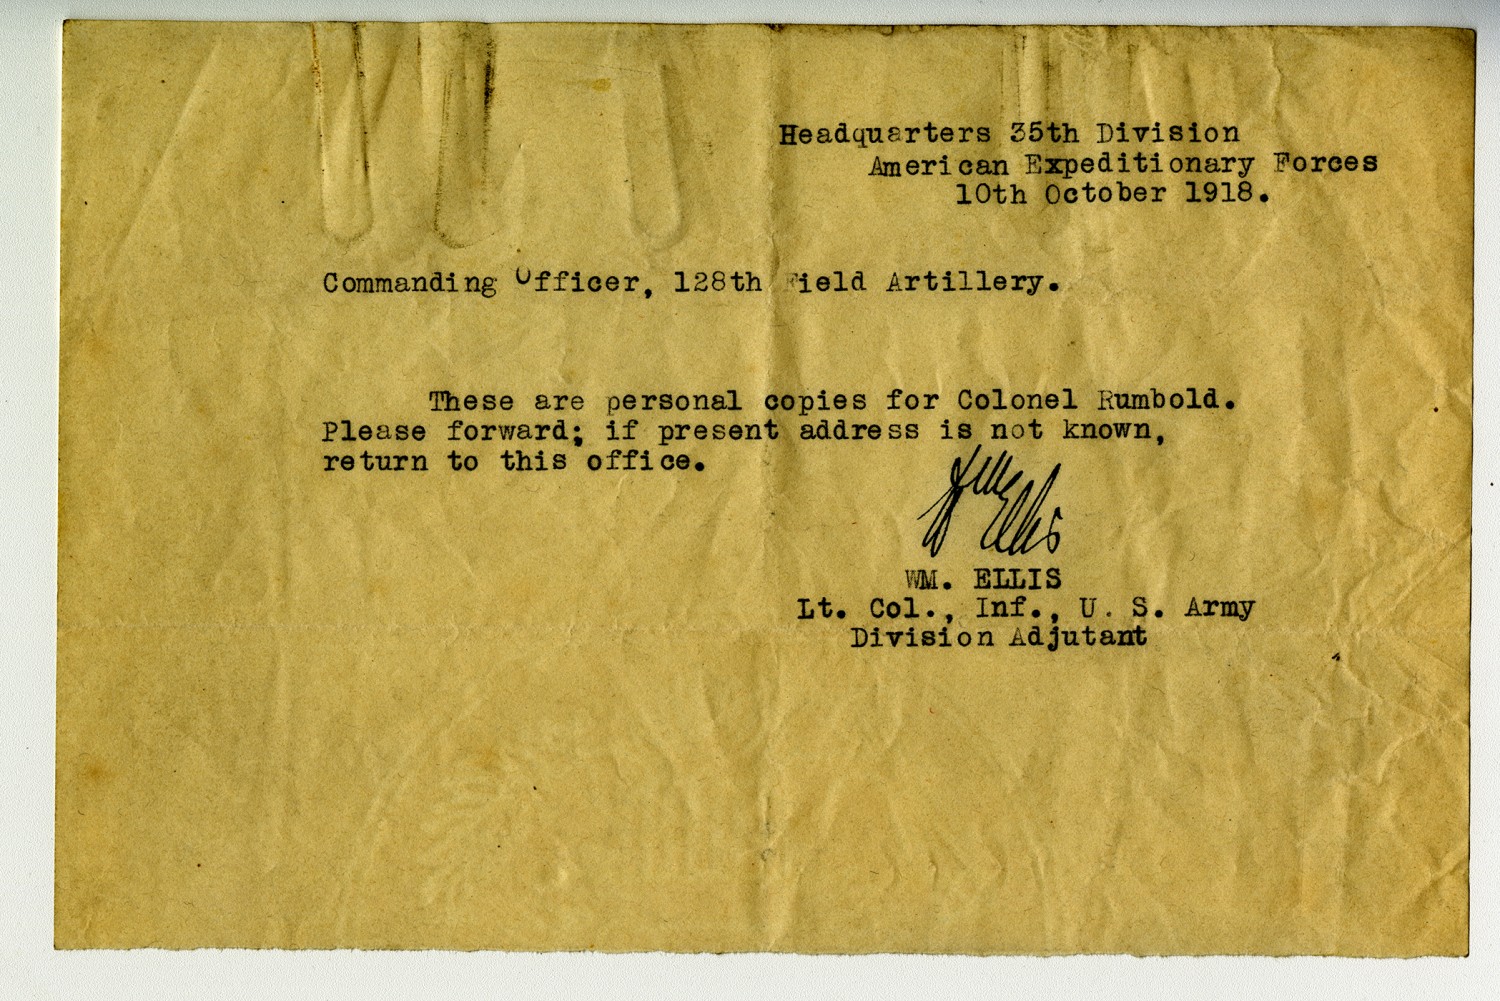 Headquarters 35th Division
American Expeditionary Forces
10th October 1918.
Commanding Officer, 128th Field Artillery.
These are personal copies for Colonel Rumbold.
Please forward; if present address is not known,
return to this office.
Wm Ellis
WM. ELLIS
Lt. Col., Inf., U. S. Army
Division Adjutant